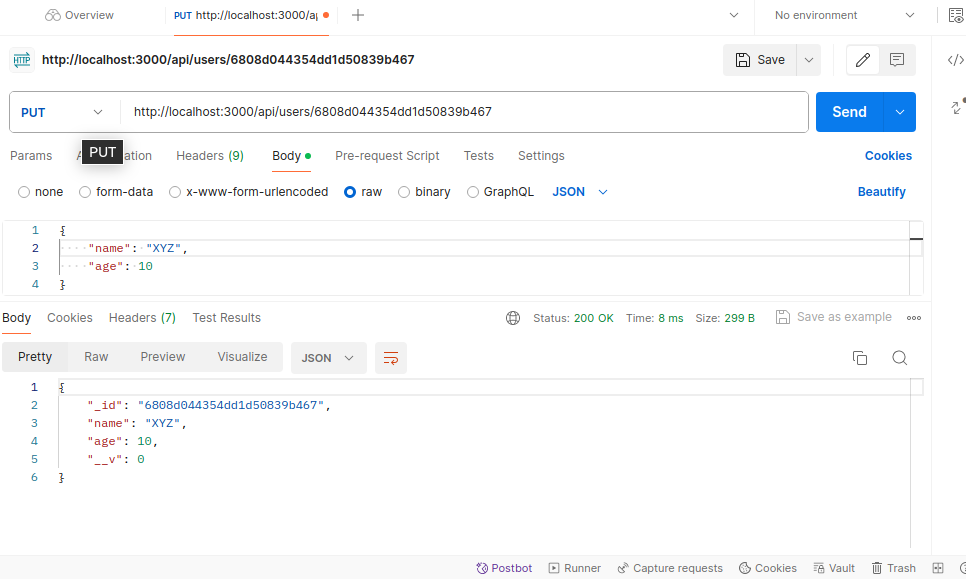 Overview
PUT http://localhost:3000/ap
No environment
HTTP http://localhost:3000/api/users/6808d044354dd1d50839b467
Save
PUT http://localhost:3000/api/users/6808d044354dd1d50839b467 Send
Params ation Headers (9) Body Pre-request Script Tests Settings Cookies
PUT
none form-data x-www-form-urlencoded raw binary GraphQL JSON Beautify
1 {
2 "name": "XYZ",
3 "age": 10
4 }
Body Cookies Headers (7) Test Results Status: 200 OK Time: 8 ms Size: 299 B Save as example
Pretty Raw Preview Visualize JSON
1 {
2 "_id": "6808d044354dd1d50839b467",
3 "name": "XYZ",
4 "age": 10,
5 "__v": 0
6 }
Postbot Runner Capture requests Cookies Vault Trash